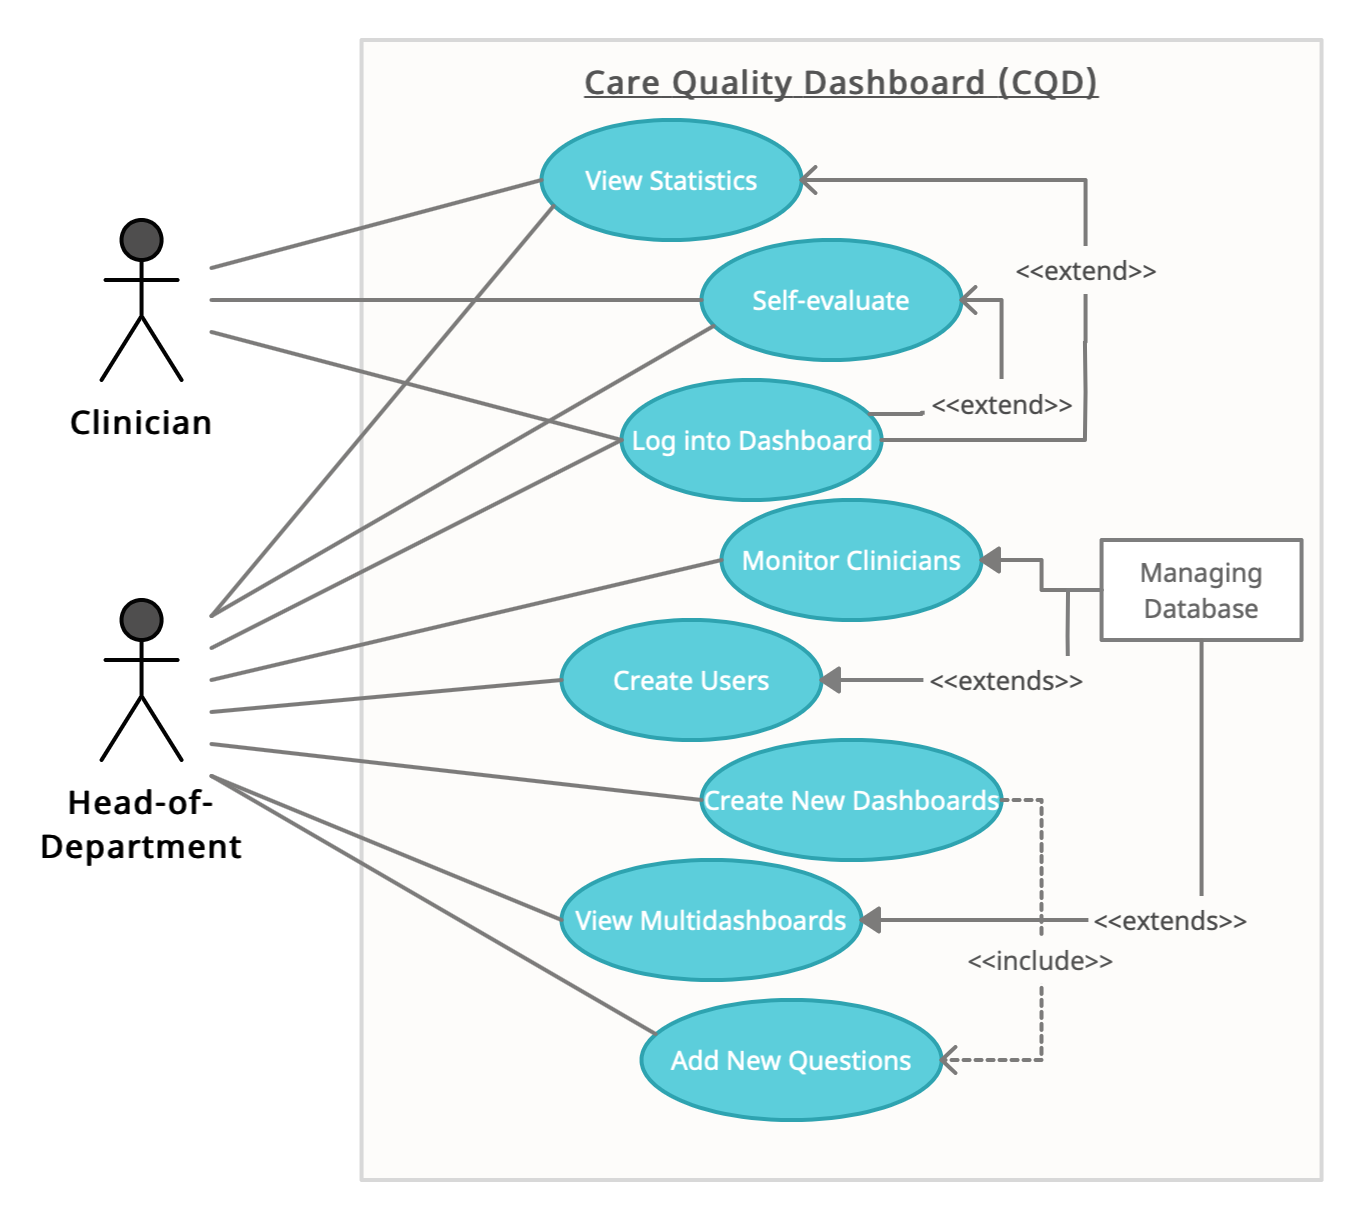 Care Quality Dashboard (CQD)
View Statistics
<<extend>>
Self-evaluate
<<extend>>
Clinician
Log into Dashboard
Monitor Clinicians
Managing
Database
Create Users
<<extends>>
Head-of-
Department
Create New Dashboards
View Multidashboards
<<extends>>
<<include>>
Add New Questions